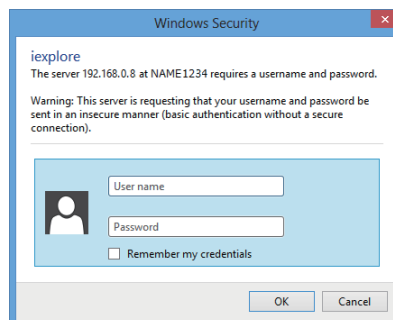 Windows Security
iexplore
The server 192.168.0.8 at NAME1234 requires a username and password.
Warning: This server is requesting that your username and password be
sent in an insecure manner (basic authentication without a secure
connection).
User name
Password
Remember my credentials
OK
Cancel